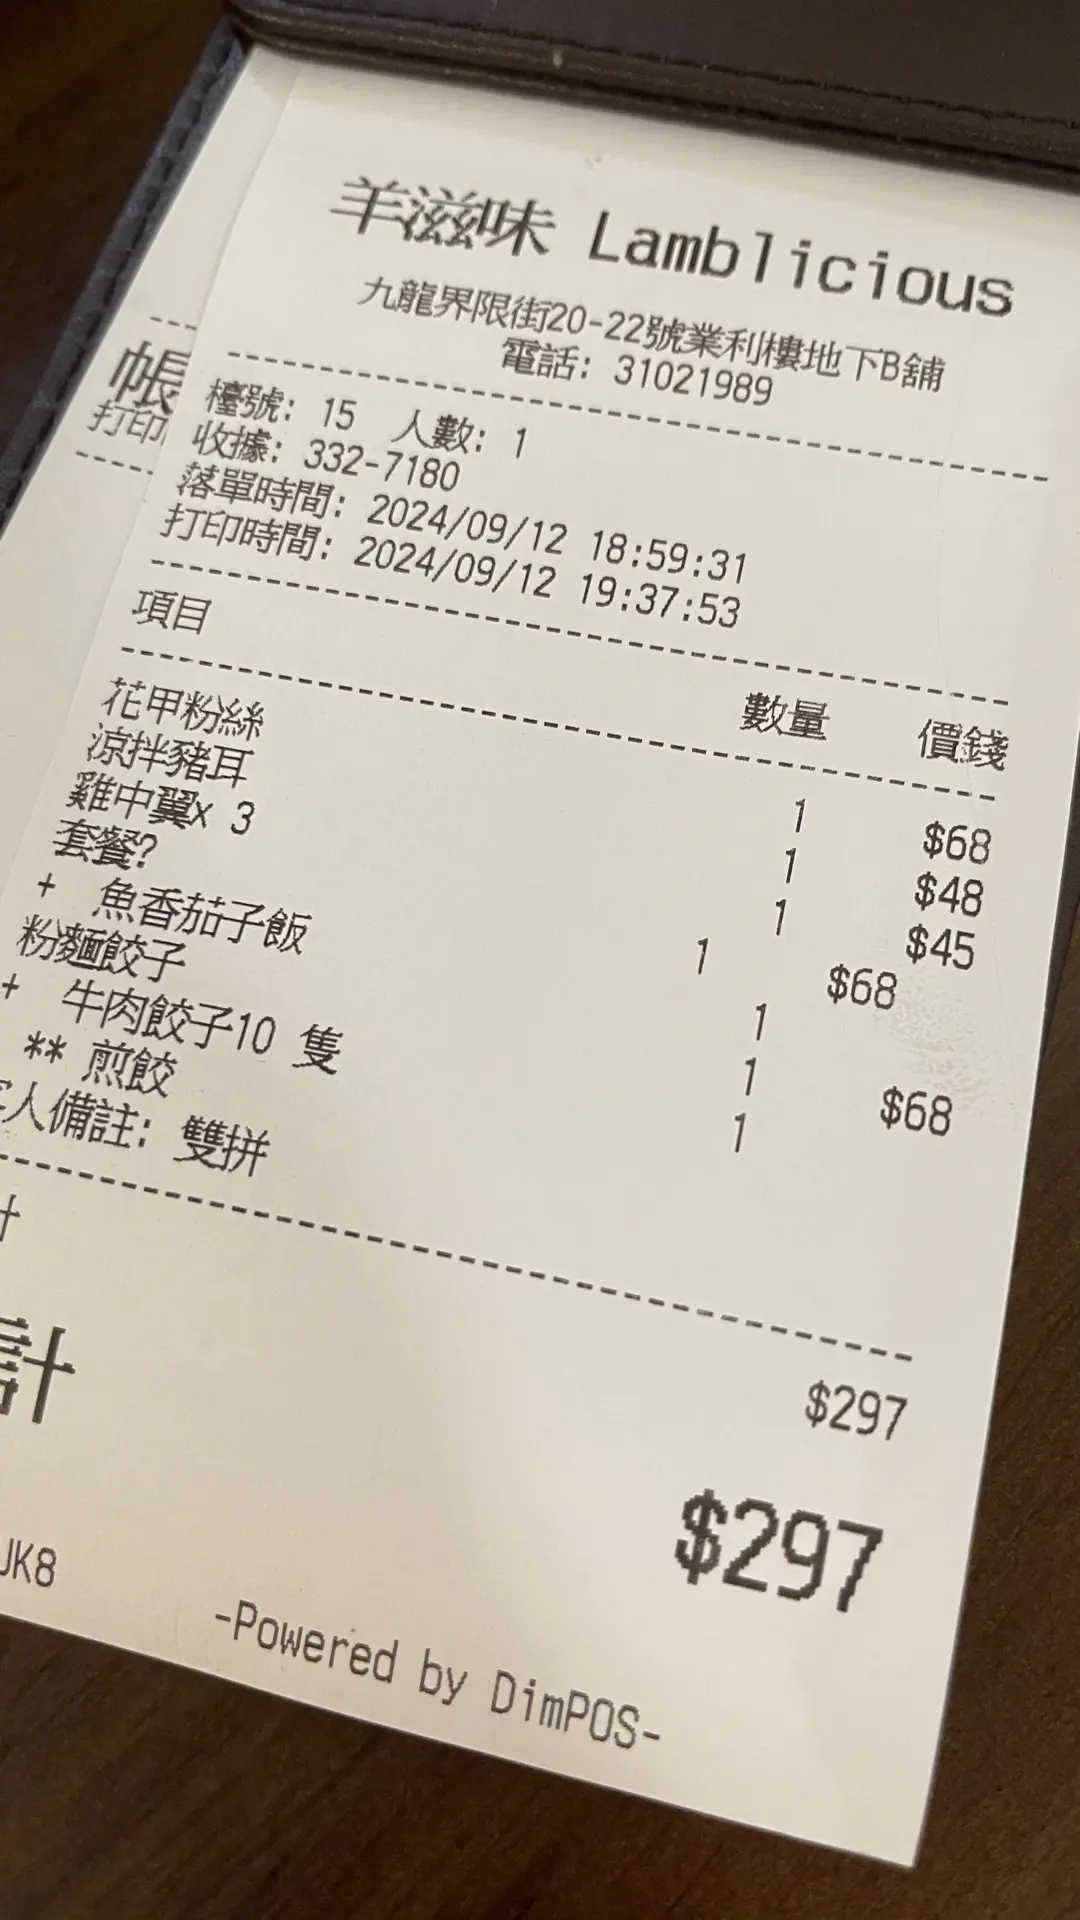 羊滋味 Lamblicious
九龍界限街20-22號業利樓地下B舖
電話: 31021989
檯號: 15 人數: 1
收據: 332-7180
落單時間: 2024/09/12 18:59:31
打印時間: 2024/09/12 19:37:53
項目 數量 價錢
花甲粉絲 1 $68
涼拌豬耳 1 $48
雞中翼x 3 1 $45
套餐?
+ 魚香茄子飯 1 $68
粉麵餃子 1
+ 牛肉餃子10 隻 1 $68
** 煎餃 1
人備註: 雙拼
計 $297
計 $297
JK8
-Powered by DimPOS-
帳
打印